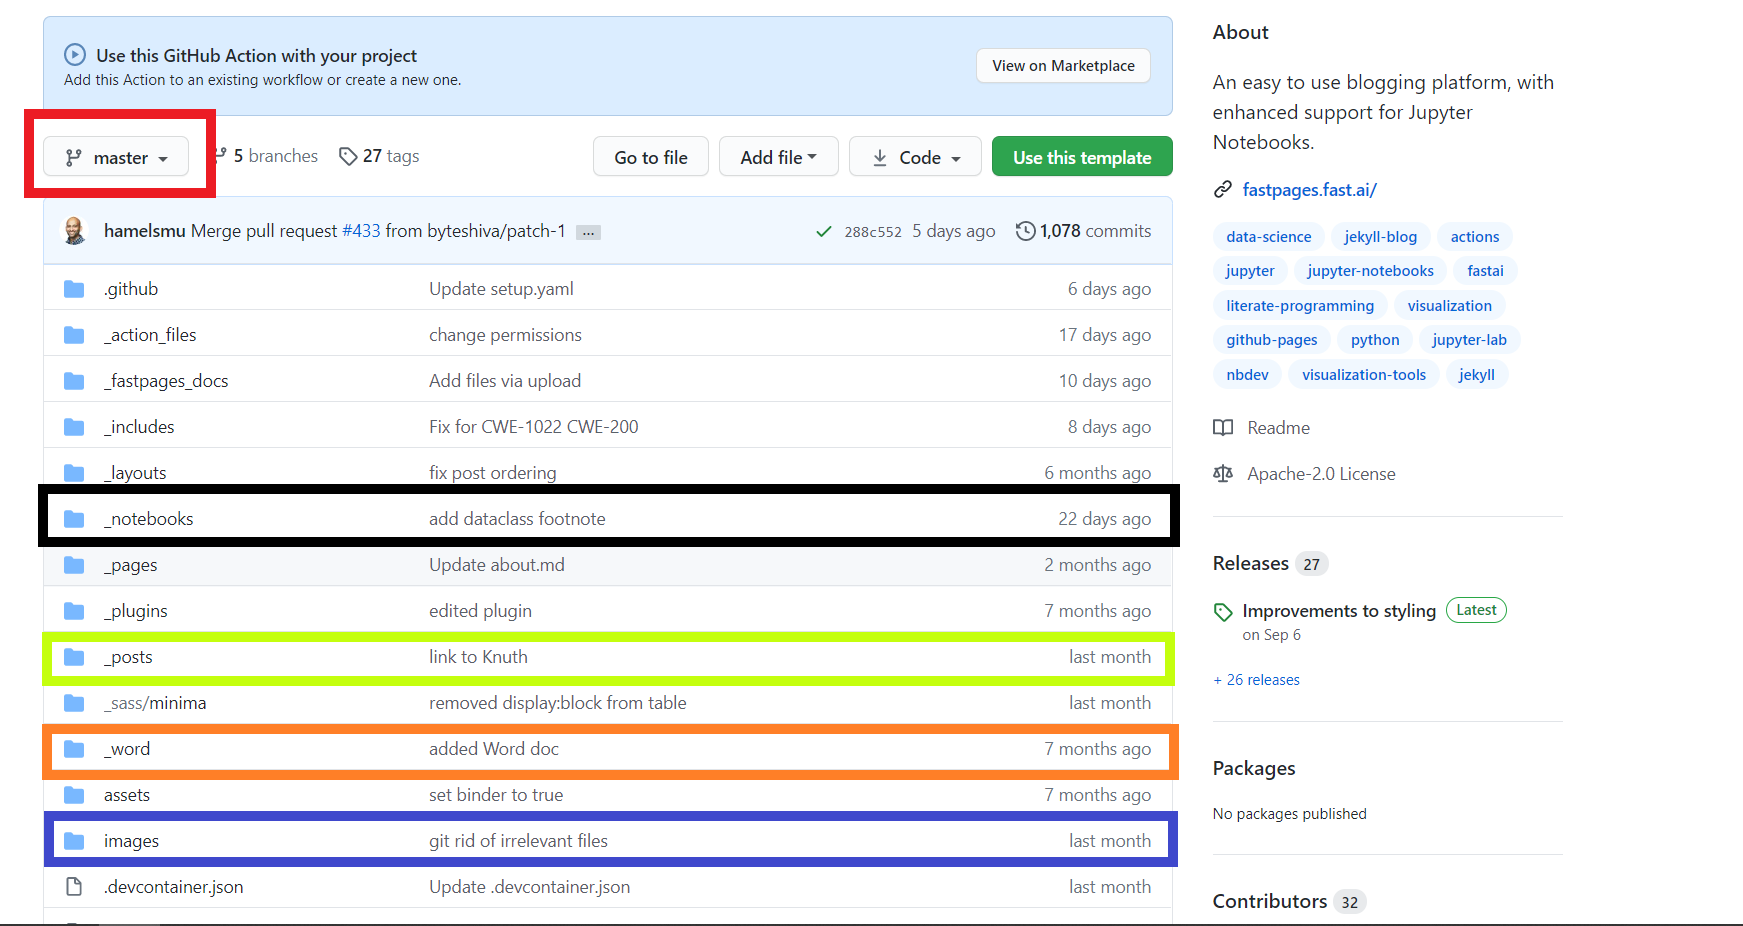 Use this GitHub Action with your project
Add this Action to an existing workflow or create a new one.
View on Marketplace
master
5 branches
27 tags
Go to file
Add file
Code
Use this template
hamelsmu Merge pull request #433 from byteshiva/patch-1 ...
288c552 5 days ago
1,078 commits
.github Update setup.yaml 6 days ago
_action_files change permissions 17 days ago
_fastpages_docs Add files via upload 10 days ago
_includes Fix for CWE-1022 CWE-200 8 days ago
_layouts fix post ordering 6 months ago
_notebooks add dataclass footnote 22 days ago
_pages Update about.md 2 months ago
_plugins edited plugin 7 months ago
_posts link to Knuth last month
_sass/minima removed display:block from table last month
_word added Word doc 7 months ago
assets set binder to true 7 months ago
images git rid of irrelevant files last month
.devcontainer.json Update .devcontainer.json last month
About
An easy to use blogging platform, with
enhanced support for Jupyter
Notebooks.
fastpages.fast.ai/
data-science jekyll-blog actions
jupyter jupyter-notebooks fastai
literate-programming visualization
github-pages python jupyter-lab
nbdev visualization-tools jekyll
Readme
Apache-2.0 License
Releases 27
Improvements to styling Latest
on Sep 6
+ 26 releases
Packages
No packages published
Contributors 32